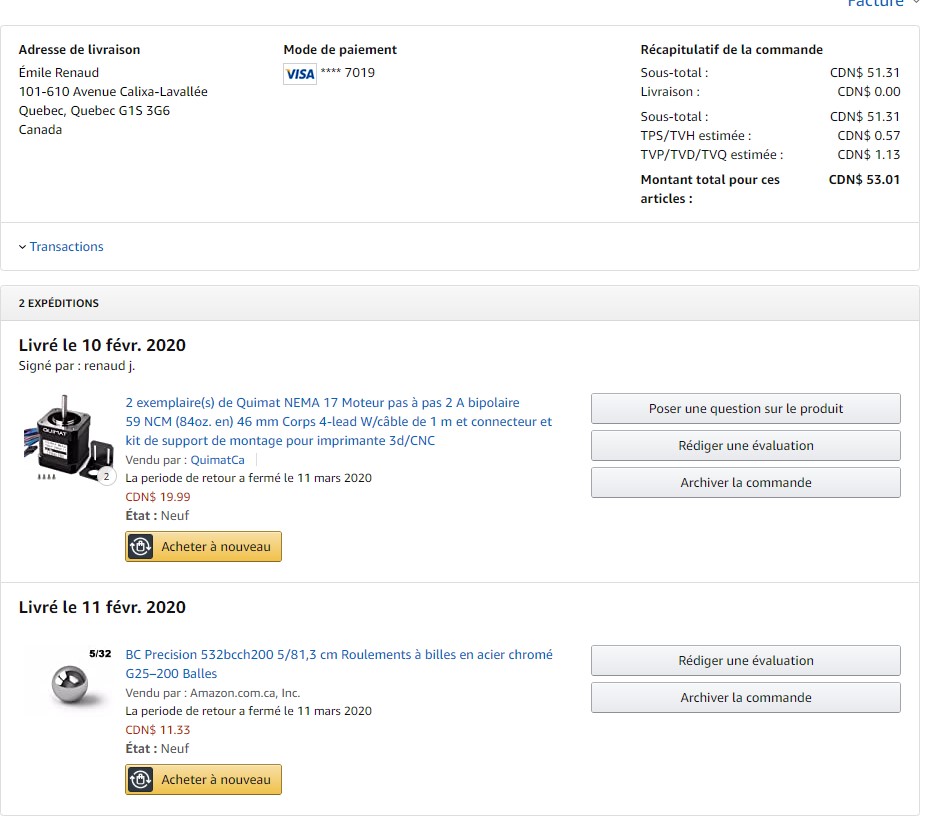 Facture
Adresse de livraison
Émile Renaud
101-610 Avenue Calixa-Lavallée
Quebec, Quebec G1S 3G6
Canada
Mode de paiement
VISA **** 7019
Récapitulatif de la commande
Sous-total : CDN$ 51.31
Livraison : CDN$ 0.00
Sous-total : CDN$ 51.31
TPS/TVH estimée : CDN$ 0.57
TVP/TVD/TVQ estimée : CDN$ 1.13
Montant total pour ces CDN$ 53.01
articles :
Transactions
2 EXPÉDITIONS
Livré le 10 févr. 2020
Signé par : renaud j.
QUIMAT
2
2 exemplaire(s) de Quimat NEMA 17 Moteur pas à pas 2 A bipolaire
59 NCM (84oz. en) 46 mm Corps 4-lead W/câble de 1 m et connecteur et
kit de support de montage pour imprimante 3d/CNC
Vendu par : QuimatCa
La periode de retour a fermé le 11 mars 2020
CDN$ 19.99
État : Neuf
Acheter à nouveau
Poser une question sur le produit
Rédiger une évaluation
Archiver la commande
Livré le 11 févr. 2020
5/32
BC Precision 532bcch200 5/81,3 cm Roulements à billes en acier chromé
G25–200 Balles
Vendu par : Amazon.com.ca, Inc.
La periode de retour a fermé le 11 mars 2020
CDN$ 11.33
État : Neuf
Acheter à nouveau
Rédiger une évaluation
Archiver la commande